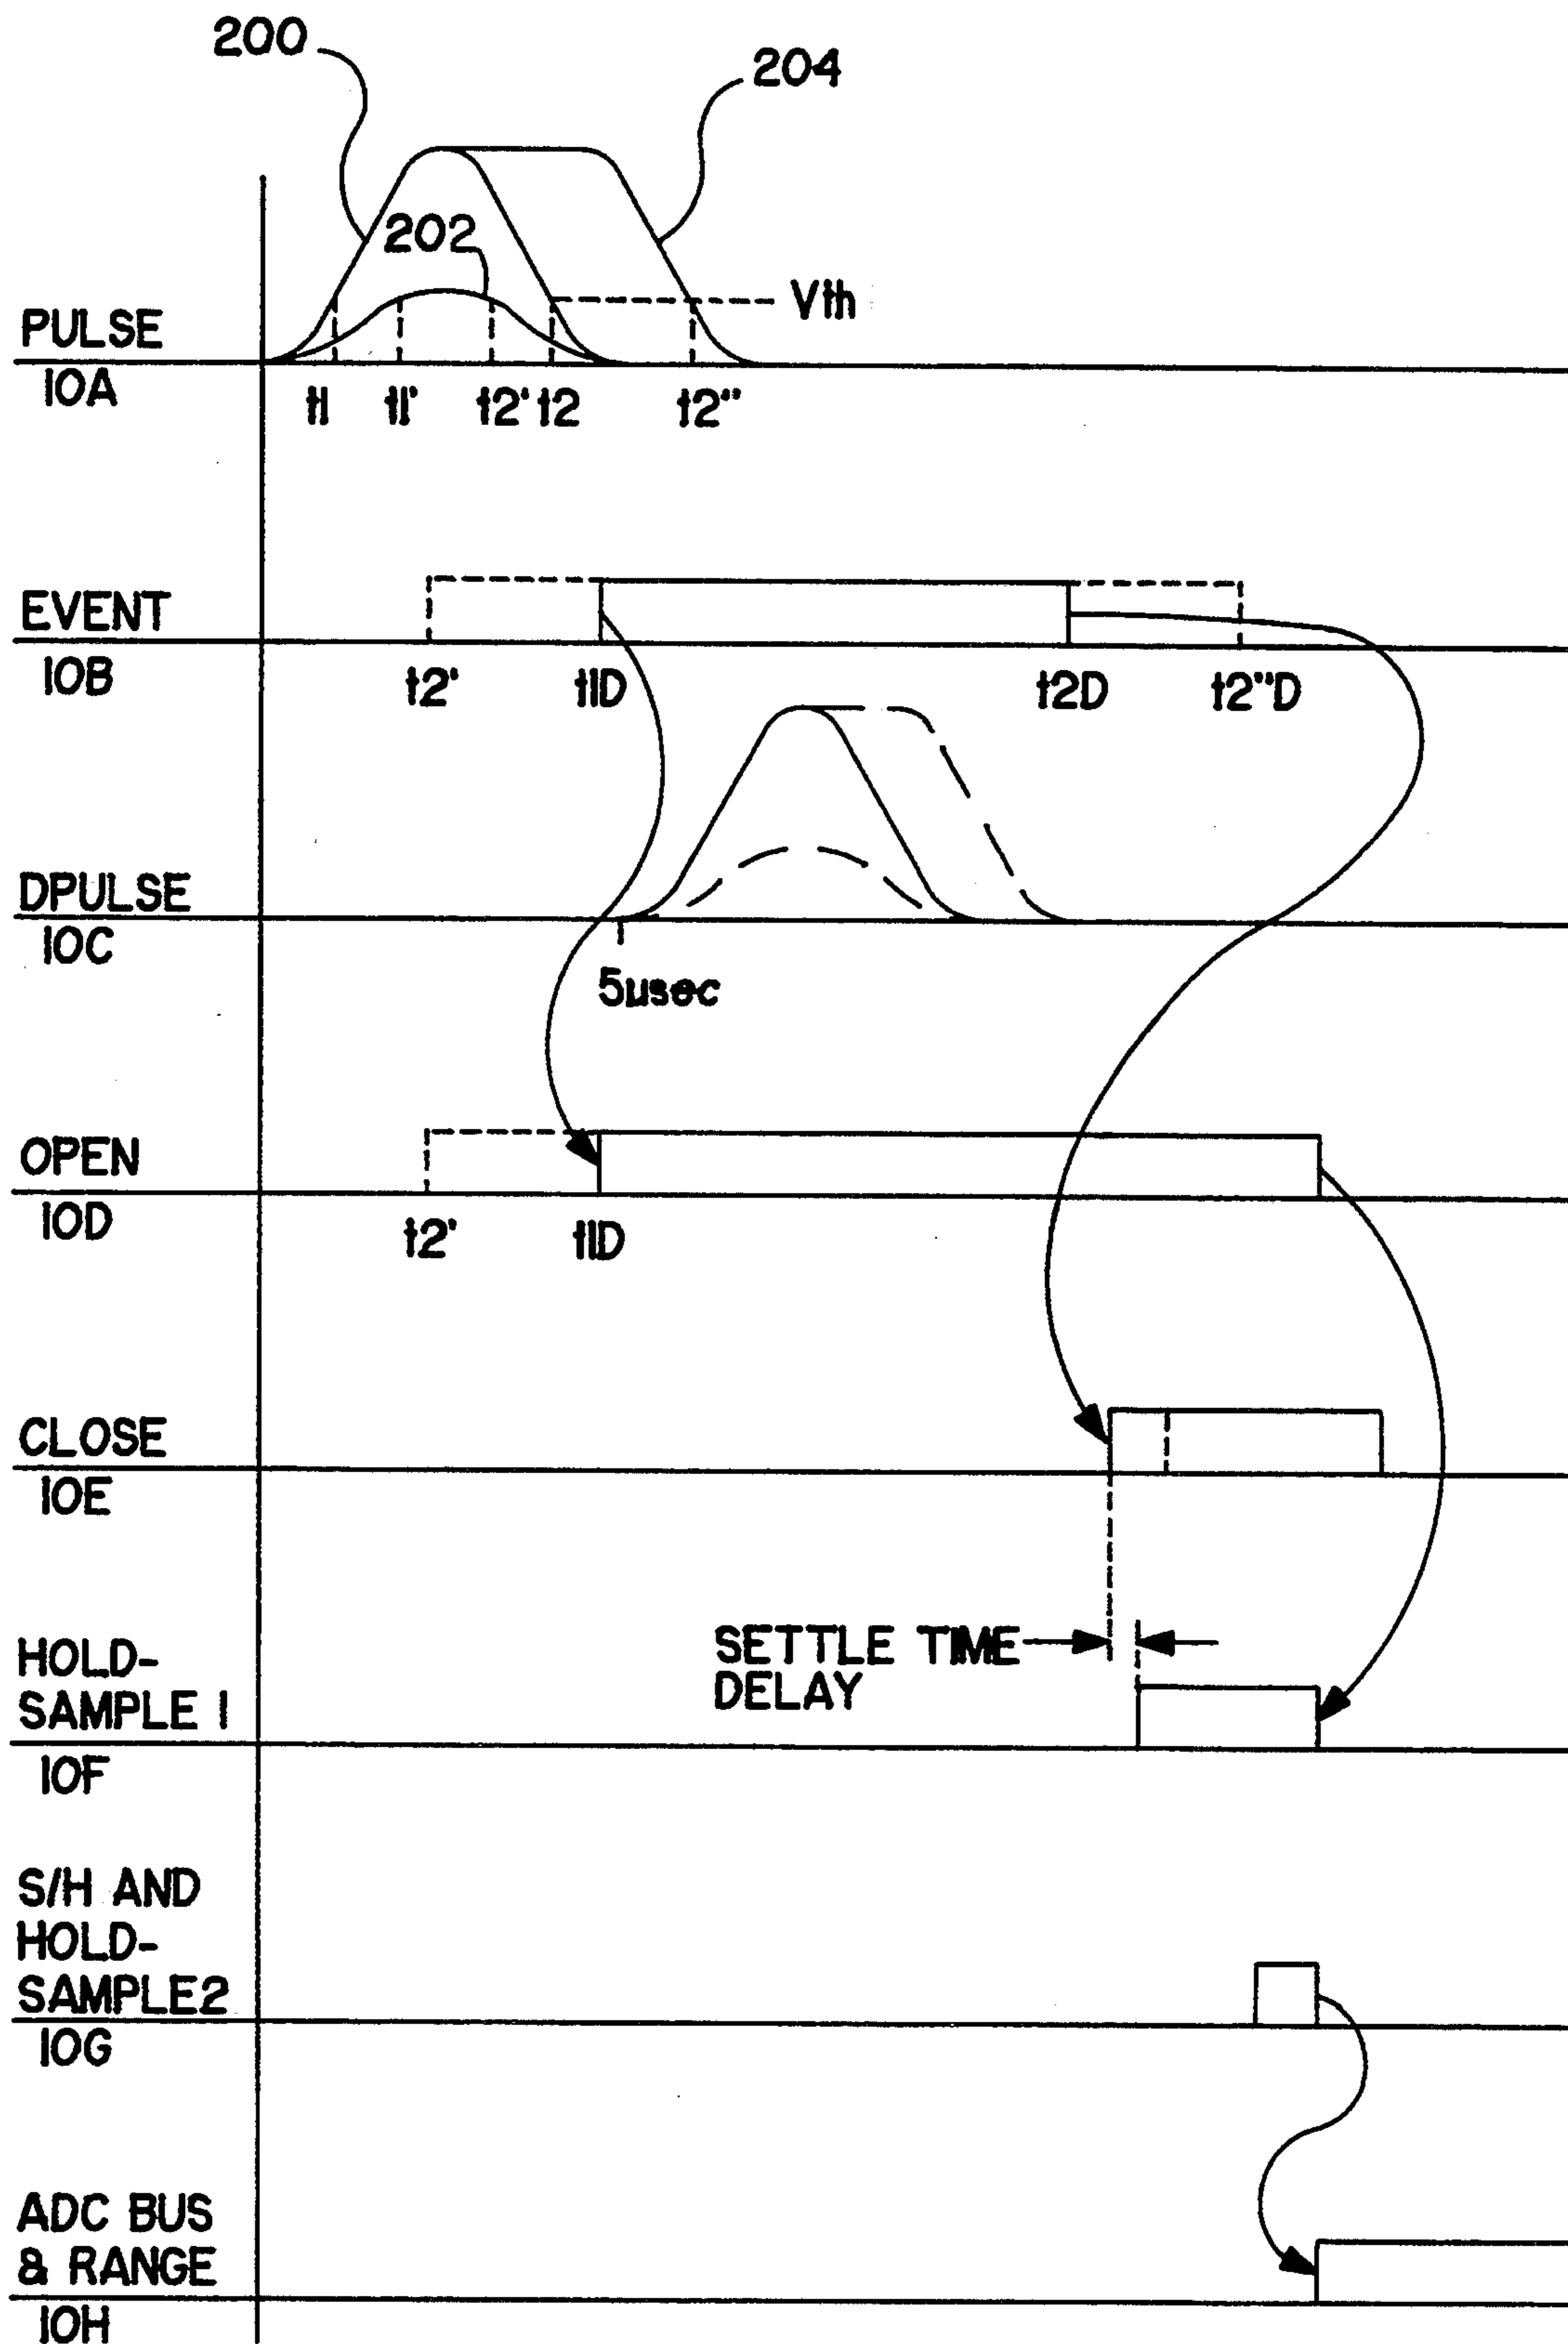 200
204
202
Vth
PULSE
10A
t1 t1' t2' t2 t2"
EVENT
10B
t2' t1D t2D t2"D
DPULSE
10C
5µsec
OPEN
10D
t2' t1D
CLOSE
10E
SETTLE TIME
DELAY
HOLD-
SAMPLE 1
10F
S/H AND
HOLD-
SAMPLE2
10G
ADC BUS
& RANGE
10H